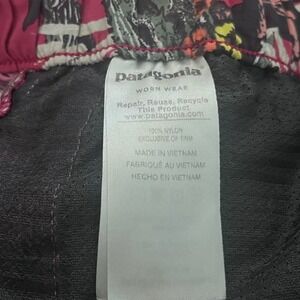 patagonia
WORN WEAR
Repair, Reuse, Recycle
This Product
www.patagonia.com
100% NYLON
EXCLUSIVE OF TRIM
MADE IN VIETNAM
FABRIQUÉ AU VIETNAM
HECHO EN VIETNAM